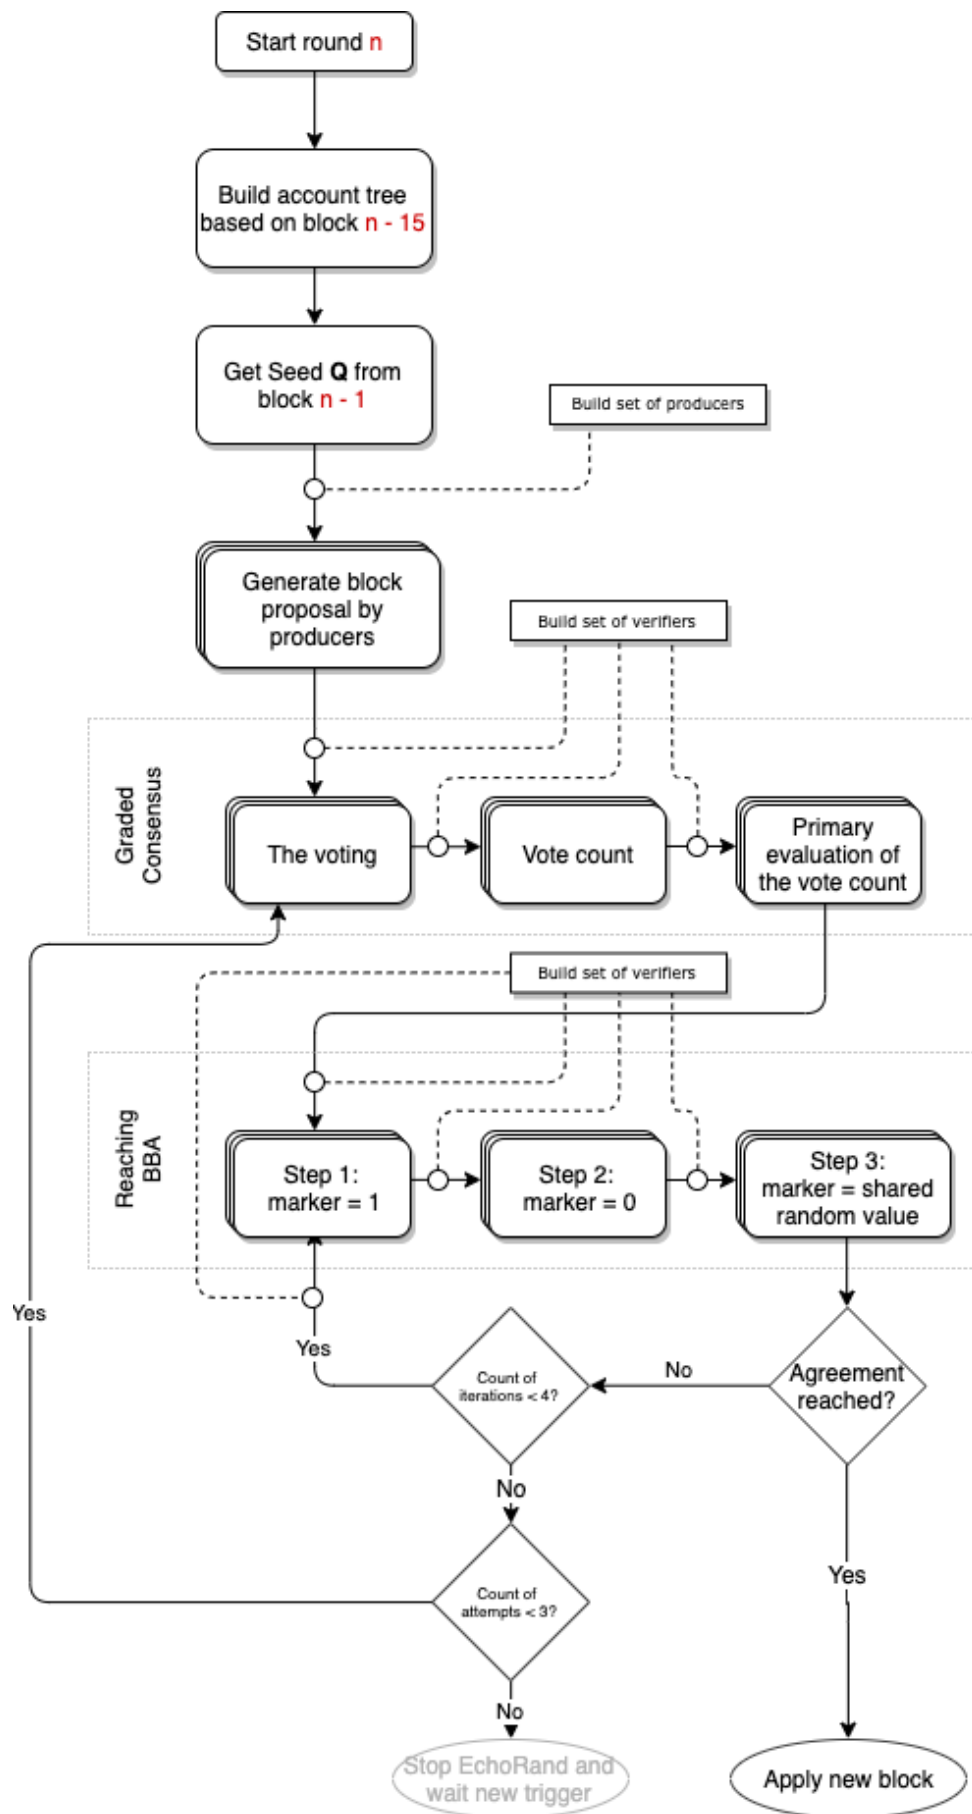 Start round n
Build account tree
based on block n - 15
Get Seed Q from
block n - 1
Build set of producers
Generate block
proposal by
producers
Build set of verifiers
Graded
Consensus
The voting
Vote count
Primary
evaluation of
the vote count
Build set of verifiers
Reaching
BBA
Step 1:
marker = 1
Step 2:
marker = 0
Step 3:
marker = shared
random value
Yes
Yes
Count of
iterations < 4?
No
Agreement
reached?
No
Count of
attempts < 3?
Yes
No
Stop EchoRand and
wait new trigger
Apply new block